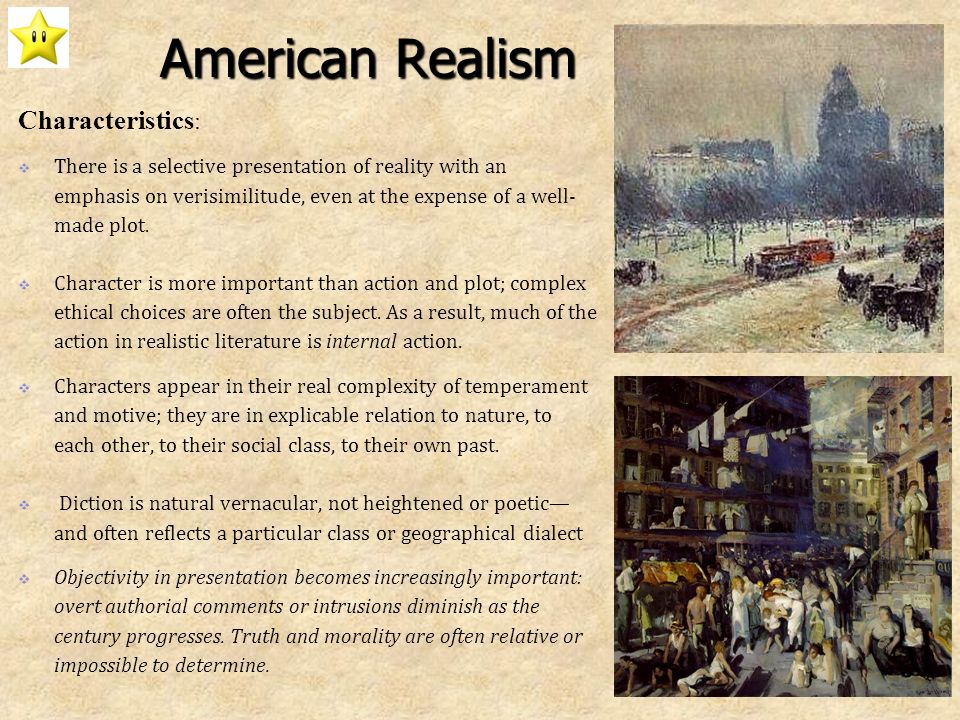 American Realism
Characteristics:
❖ There is a selective presentation of reality with an
emphasis on verisimilitude, even at the expense of a well-
made plot.
❖ Character is more important than action and plot; complex
ethical choices are often the subject. As a result, much of the
action in realistic literature is internal action.
❖ Characters appear in their real complexity of temperament
and motive; they are in explicable relation to nature, to
each other, to their social class, to their own past.
❖ Diction is natural vernacular, not heightened or poetic—
and often reflects a particular class or geographical dialect
❖ Objectivity in presentation becomes increasingly important:
overt authorial comments or intrusions diminish as the
century progresses. Truth and morality are often relative or
impossible to determine.